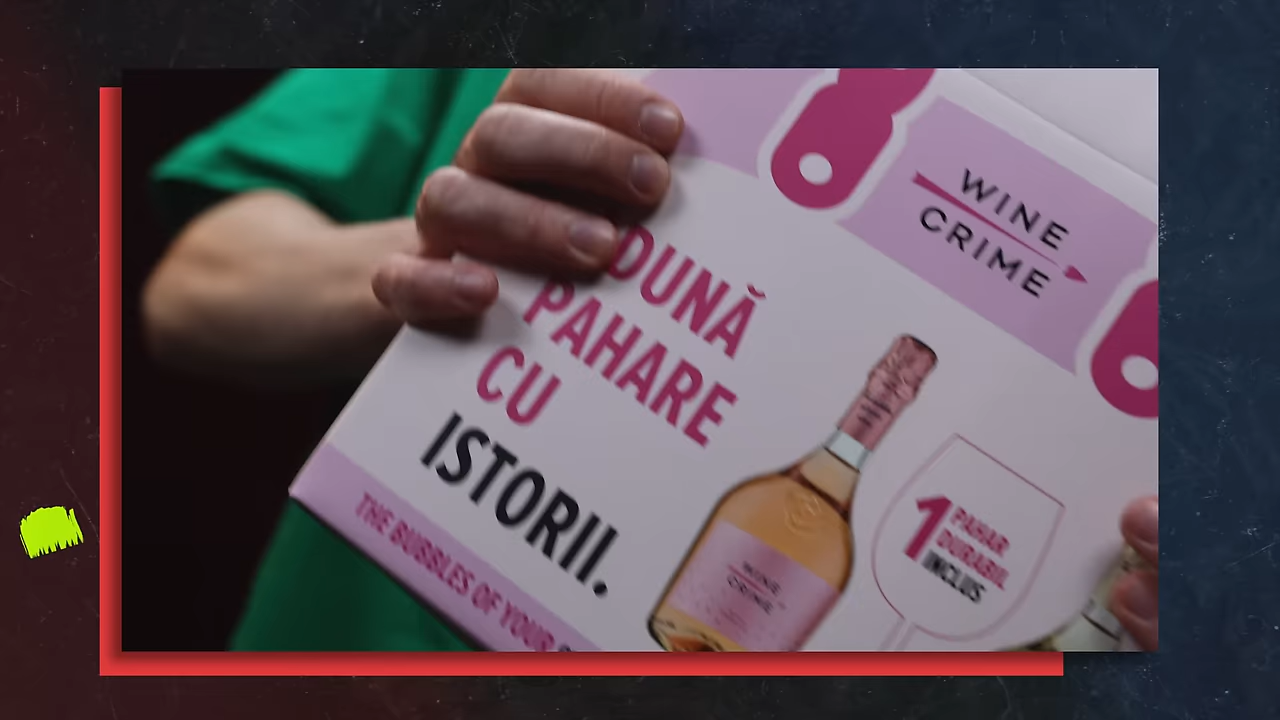 WINE
CRIME
DUNĂ
PAHARE
CU
ISTORII.
THE BUBBLES OF YOUR
WINE
CRIME
1 PAHAR
DURABIL
INCLUS